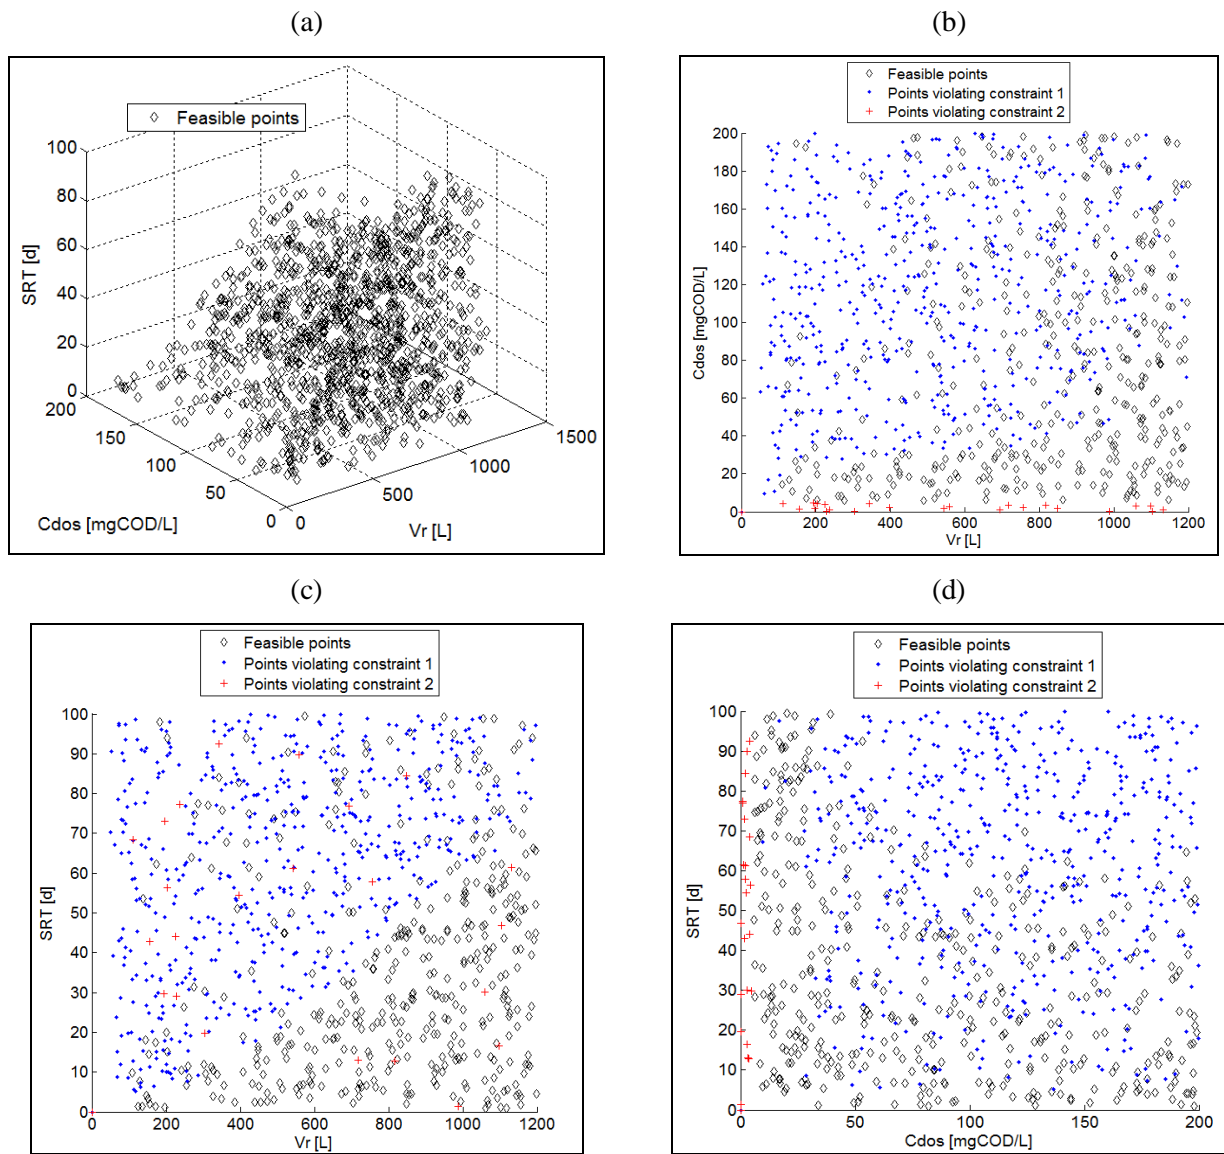 (a)
Feasible points
100
80
60
40
20
0
200
150
100
50
0
0
500
1000
1500
SRT [d]
Cdos [mgCOD/L]
Vr [L]
(b)
Feasible points
Points violating constraint 1
Points violating constraint 2
200
180
160
140
120
100
80
60
40
20
0
Cdos [mgCOD/L]
0 200 400 600 800 1000 1200
Vr [L]
(c)
Feasible points
Points violating constraint 1
Points violating constraint 2
100
90
80
70
60
50
40
30
20
10
0
SRT [d]
0 200 400 600 800 1000 1200
Vr [L]
(d)
Feasible points
Points violating constraint 1
Points violating constraint 2
100
90
80
70
60
50
40
30
20
10
0
SRT [d]
0 50 100 150 200
Cdos [mgCOD/L]